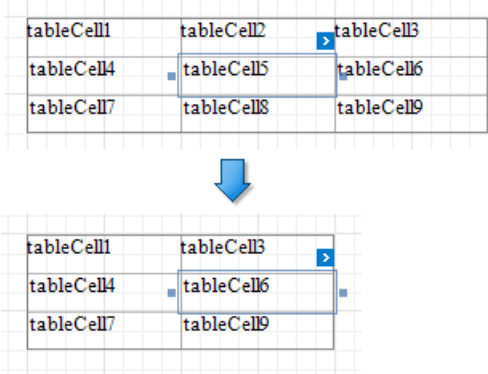 tableCell1 tableCell2 tableCell3
tableCell4 tableCell5 tableCell6
tableCell7 tableCell8 tableCell9
tableCell1 tableCell3
tableCell4 tableCell6
tableCell7 tableCell9